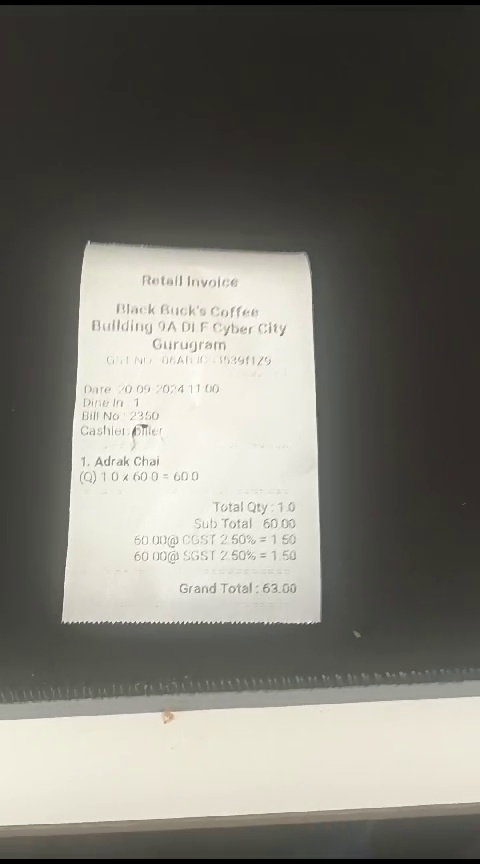 Retail Invoice
Black Buck's Coffee
Building 9A DLF Cyber City
Gurugram
GST NO
Date 20-09-2024 11:00
Dine In 1
Bill No : 2350
Cashier: biller
1. Adrak Chai
(Q) 1.0 x 60.0 = 60.0
Total Qty : 1.0
Sub Total 60.00
60.00@ CGST 2.50% = 1.50
60.00@ SGST 2.50% = 1.50
Grand Total : 63.00